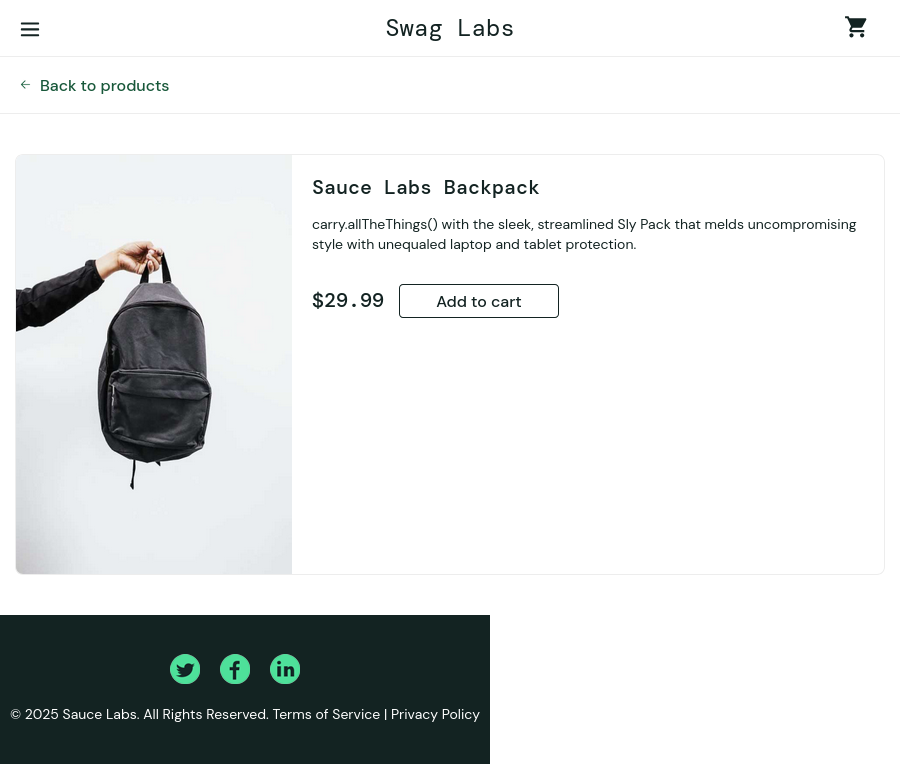 Swag Labs
Back to products
Sauce Labs Backpack
carry.allTheThings() with the sleek, streamlined Sly Pack that melds uncompromising
style with unequaled laptop and tablet protection.
$29.99
Add to cart
© 2025 Sauce Labs. All Rights Reserved. Terms of Service | Privacy Policy